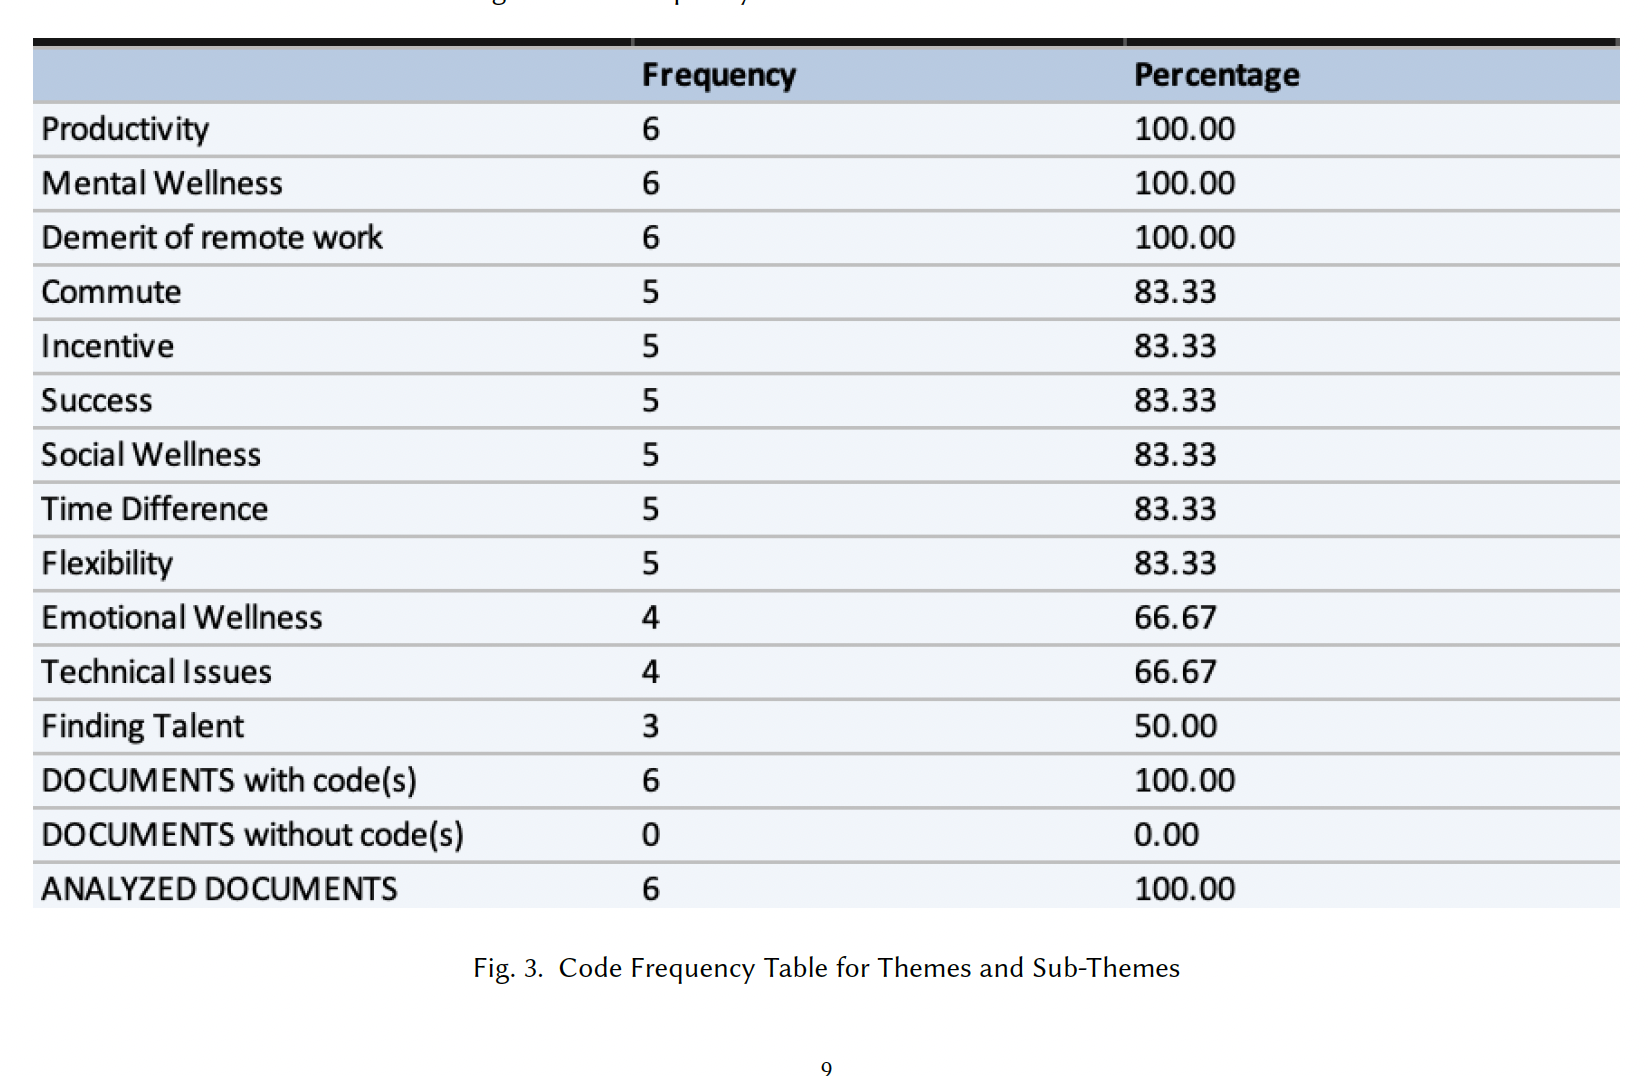 Frequency Percentage
Productivity 6 100.00
Mental Wellness 6 100.00
Demerit of remote work 6 100.00
Commute 5 83.33
Incentive 5 83.33
Success 5 83.33
Social Wellness 5 83.33
Time Difference 5 83.33
Flexibility 5 83.33
Emotional Wellness 4 66.67
Technical Issues 4 66.67
Finding Talent 3 50.00
DOCUMENTS with code(s) 6 100.00
DOCUMENTS without code(s) 0 0.00
ANALYZED DOCUMENTS 6 100.00
Fig. 3. Code Frequency Table for Themes and Sub-Themes
9